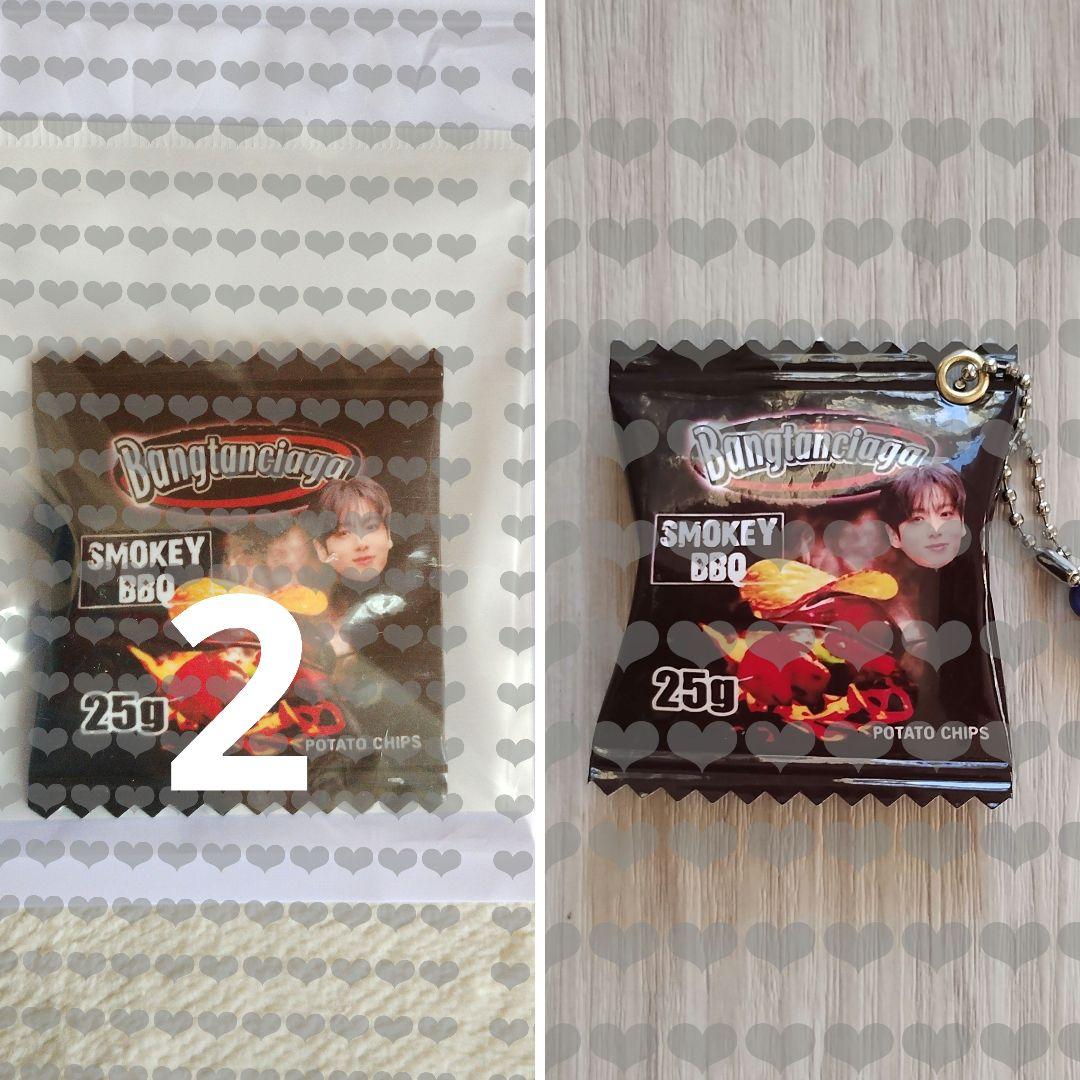 Bangtanciaga
SMOKEY
BBQ
2
25g
POTATO CHIPS
Bangtanciaga
SMOKEY
BBQ
25g
POTATO CHIPS